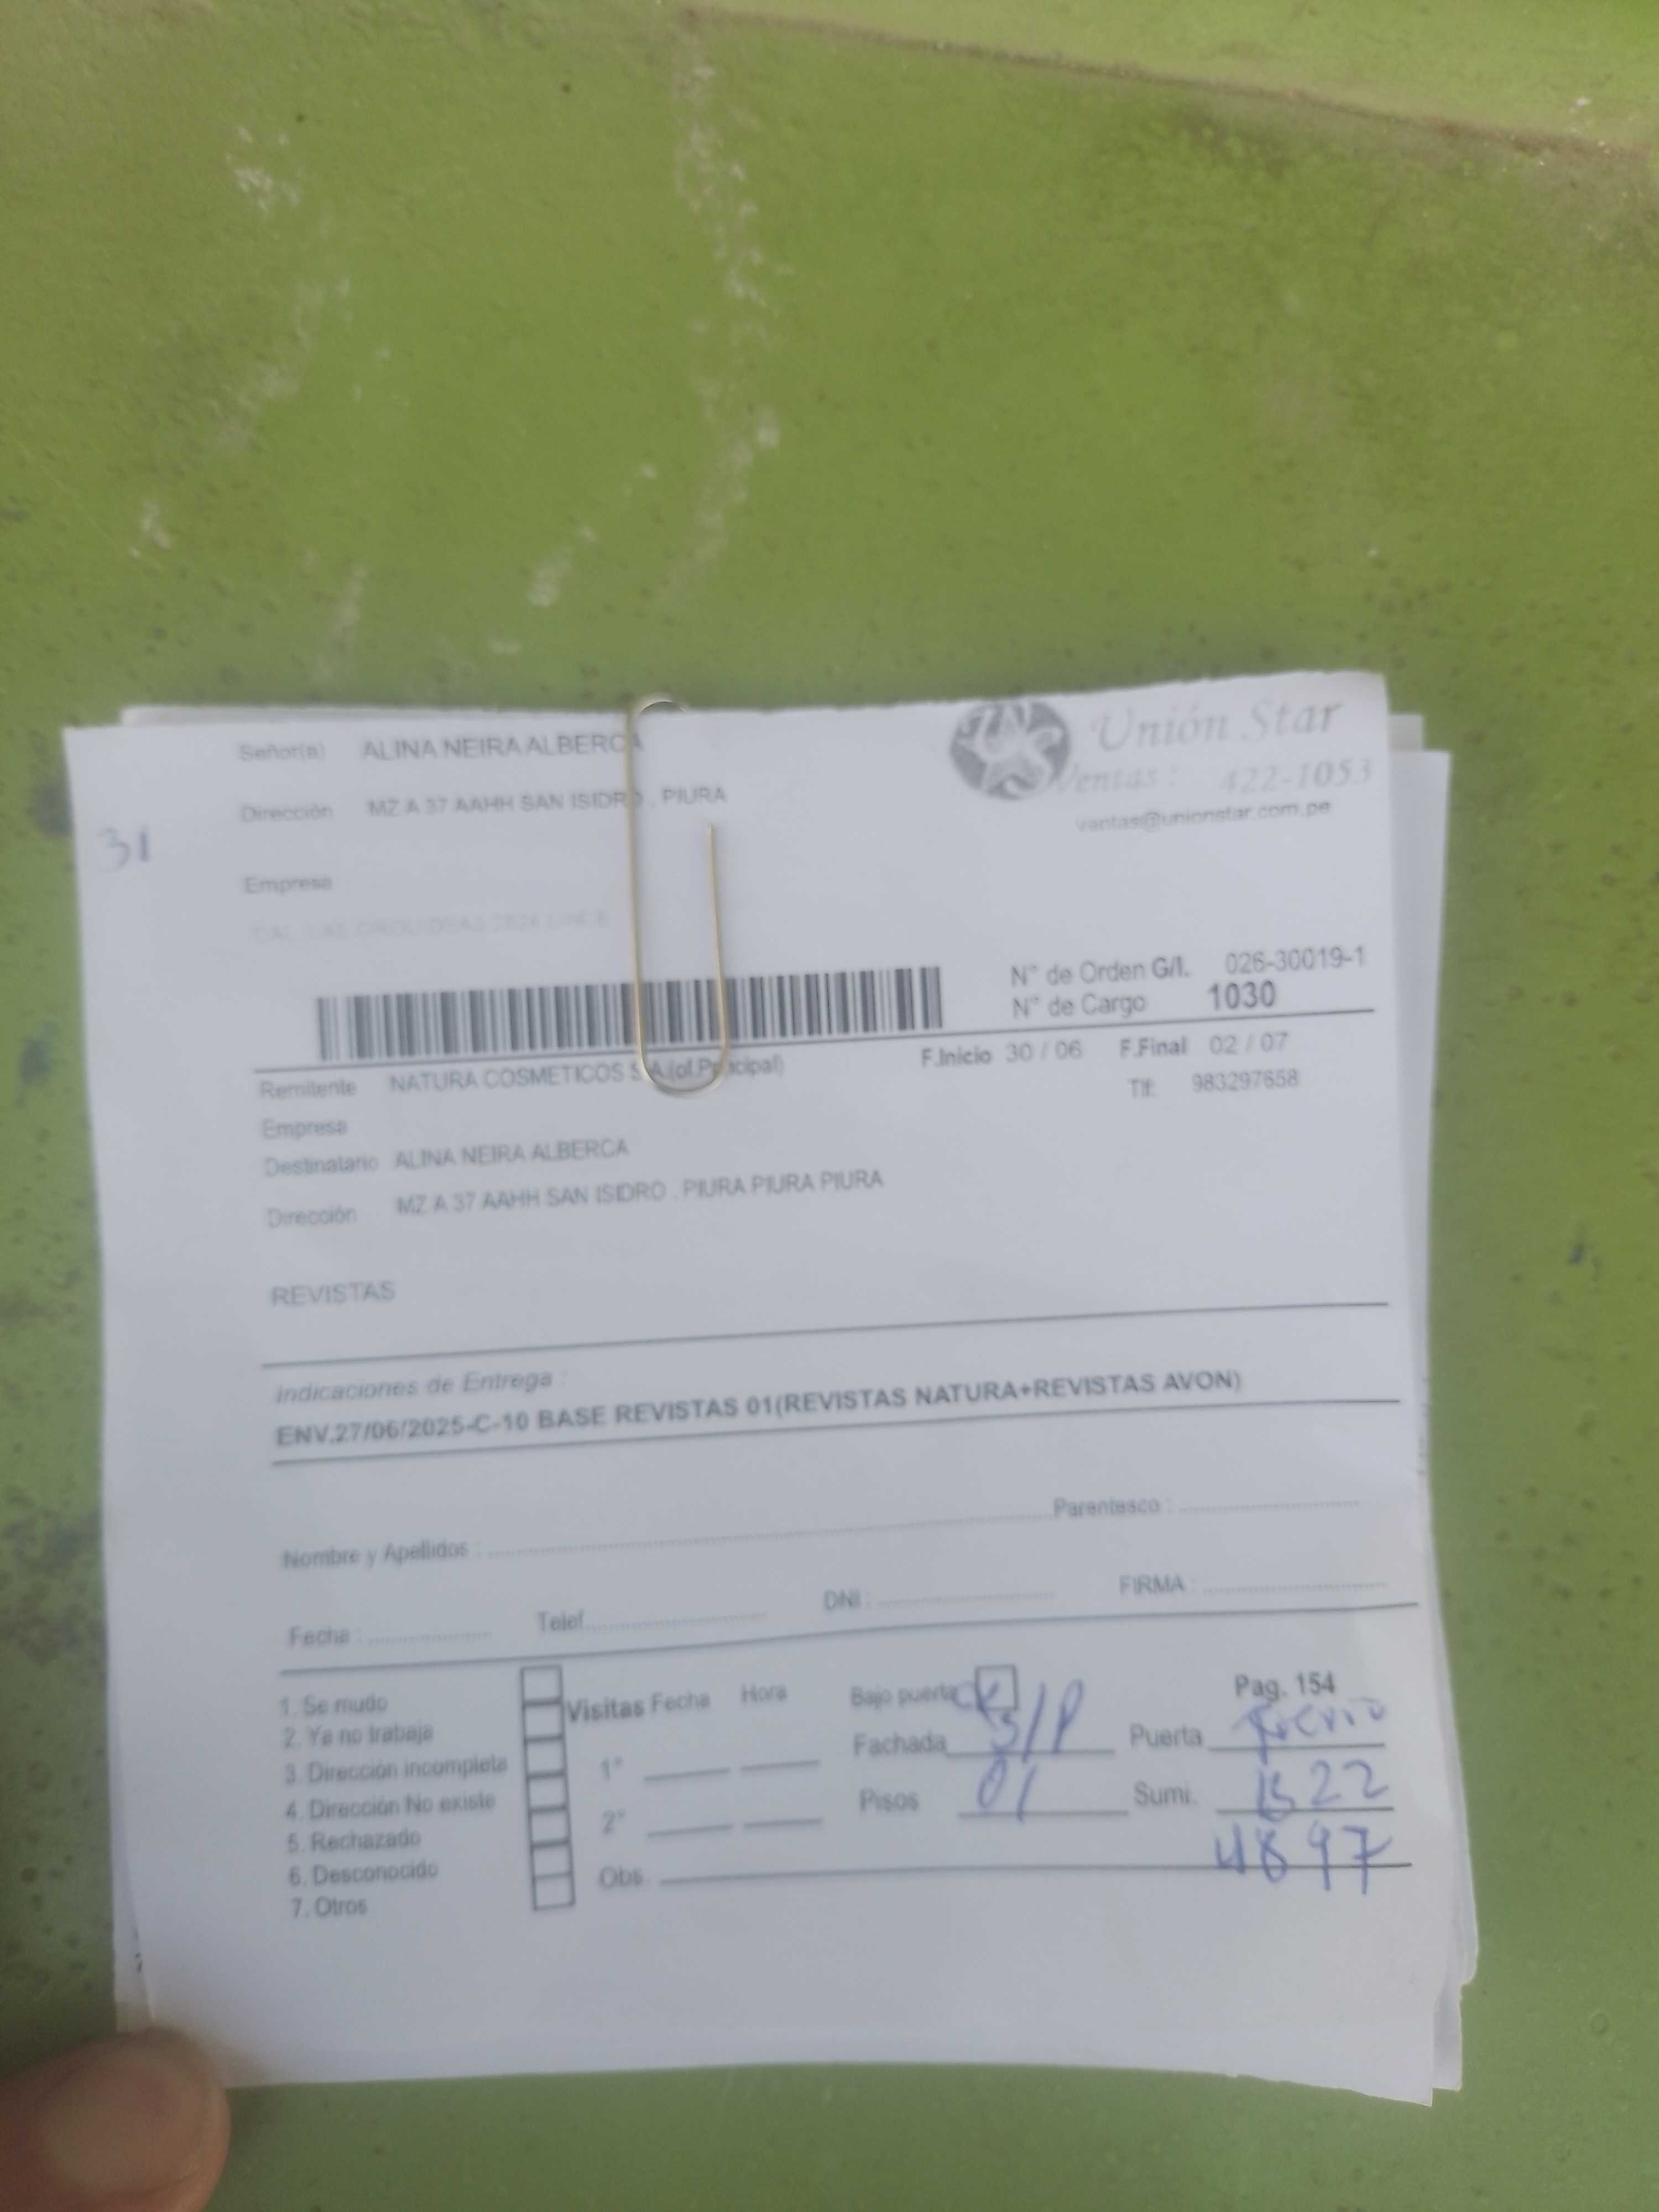 Señor(a) ALINA NEIRA ALBERCA
Unión Star
Dirección MZ A 37 AAHH SAN ISIDRO . PIURA
Ventas : 422-1053
ventas@unionstar.com.pe
31
Empresa
N° de Orden G/I. 026-30019-1
N° de Cargo 1030
Remitente NATURA COSMETICOS S.A (of.Principal) F.Inicio 30 / 06 F.Final 02 / 07
Tlf: 983297658
Empresa
Destinatario ALINA NEIRA ALBERCA
Dirección MZ A 37 AAHH SAN ISIDRO . PIURA PIURA PIURA
REVISTAS
Indicaciones de Entrega :
ENV.27/06/2025-C-10 BASE REVISTAS 01(REVISTAS NATURA+REVISTAS AVON)
Nombre y Apellidos : Parentesco :
Fecha : Telef. DNI : FIRMA :
1. Se mudo Visitas Fecha Hora Bajo puerta Pag. 154
2. Ya no trabaja Fachada S/P Puerta
3. Dirección incompleta 1°
4. Dirección No existe Pisos 01 Sumi. 1522
5. Rechazado 2° 4897
6. Desconocido Obs.
7. Otros